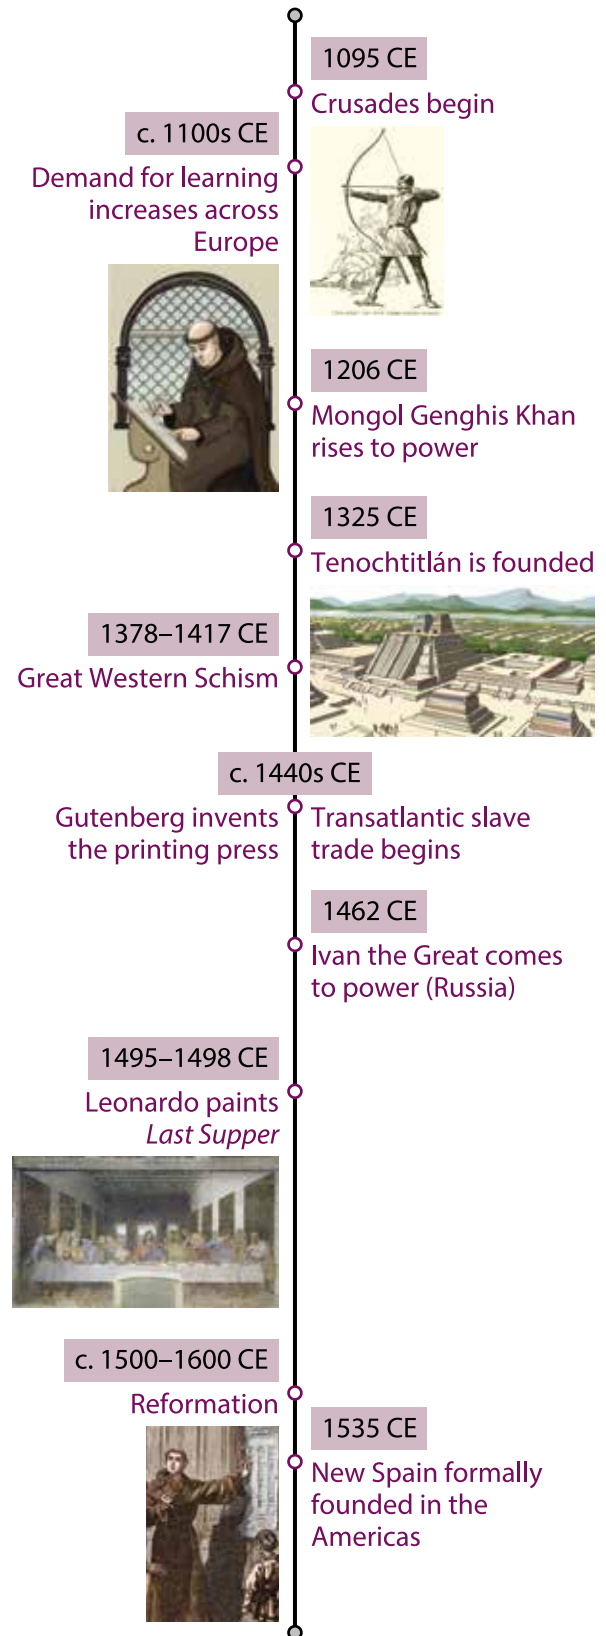 1095 CE
Crusades begin
c. 1100s CE
Demand for learning
increases across
Europe
1206 CE
Mongol Genghis Khan
rises to power
1325 CE
Tenochtitlán is founded
1378–1417 CE
Great Western Schism
c. 1440s CE
Gutenberg invents
the printing press
Transatlantic slave
trade begins
1462 CE
Ivan the Great comes
to power (Russia)
1495–1498 CE
Leonardo paints
Last Supper
c. 1500–1600 CE
Reformation
1535 CE
New Spain formally
founded in the
Americas